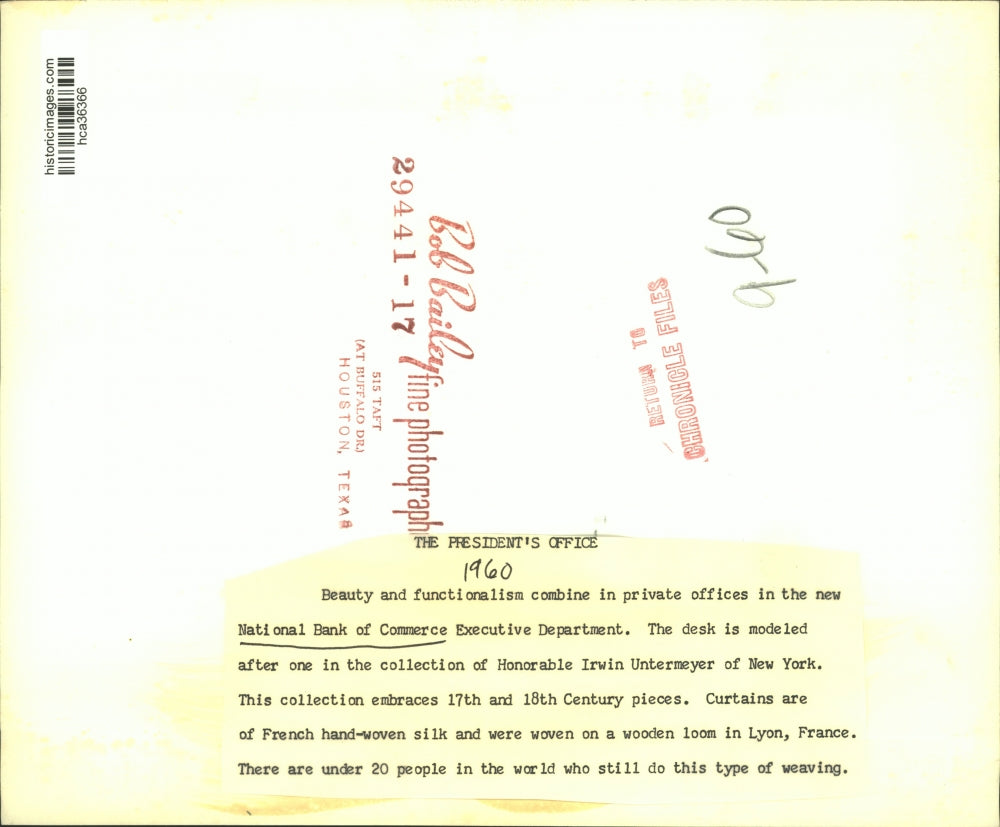 historicimages.com
hca36366
29441-17
Bob Bailey
fine photograph
515 TAFT
(AT BUFFALO DR.)
HOUSTON, TEXAS
RETURN TO
CHRONICLE FILES
9-60
THE PRESIDENT'S OFFICE
1960
Beauty and functionalism combine in private offices in the new
National Bank of Commerce Executive Department. The desk is modeled
after one in the collection of Honorable Irwin Untermeyer of New York.
This collection embraces 17th and 18th Century pieces. Curtains are
of French hand-woven silk and were woven on a wooden loom in Lyon, France.
There are under 20 people in the world who still do this type of weaving.